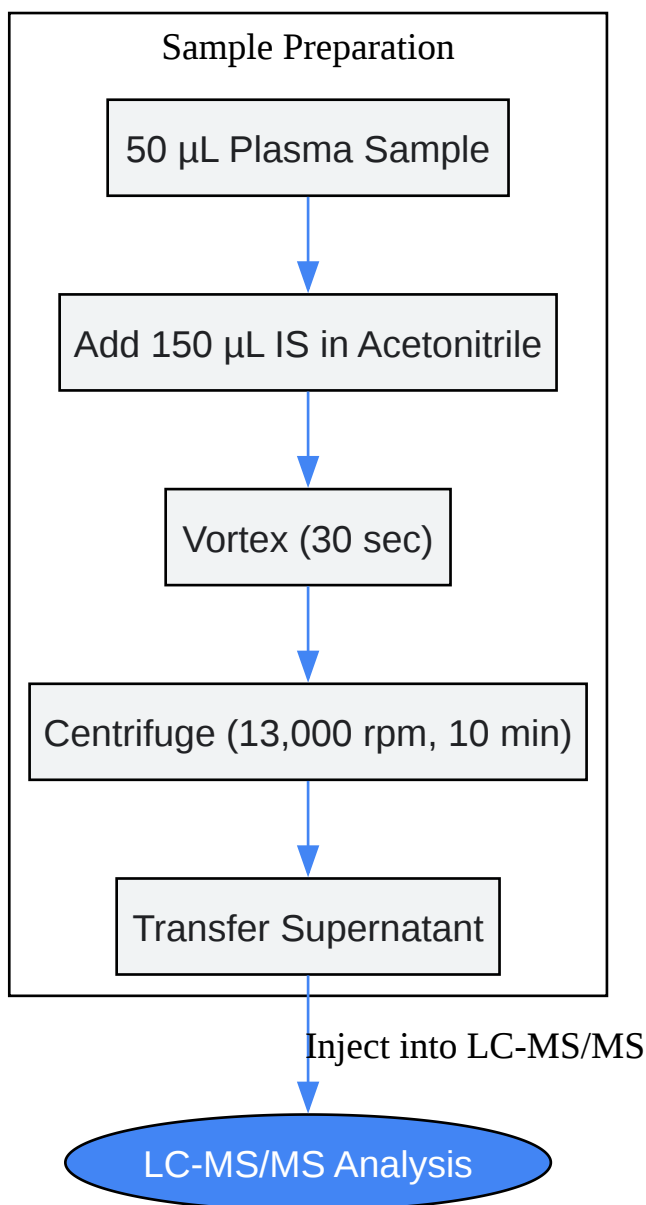 Sample Preparation
50 µL Plasma Sample
Add 150 µL IS in Acetonitrile
Vortex (30 sec)
Centrifuge (13,000 rpm, 10 min)
Transfer Supernatant
Inject into LC-MS/MS
LC-MS/MS Analysis